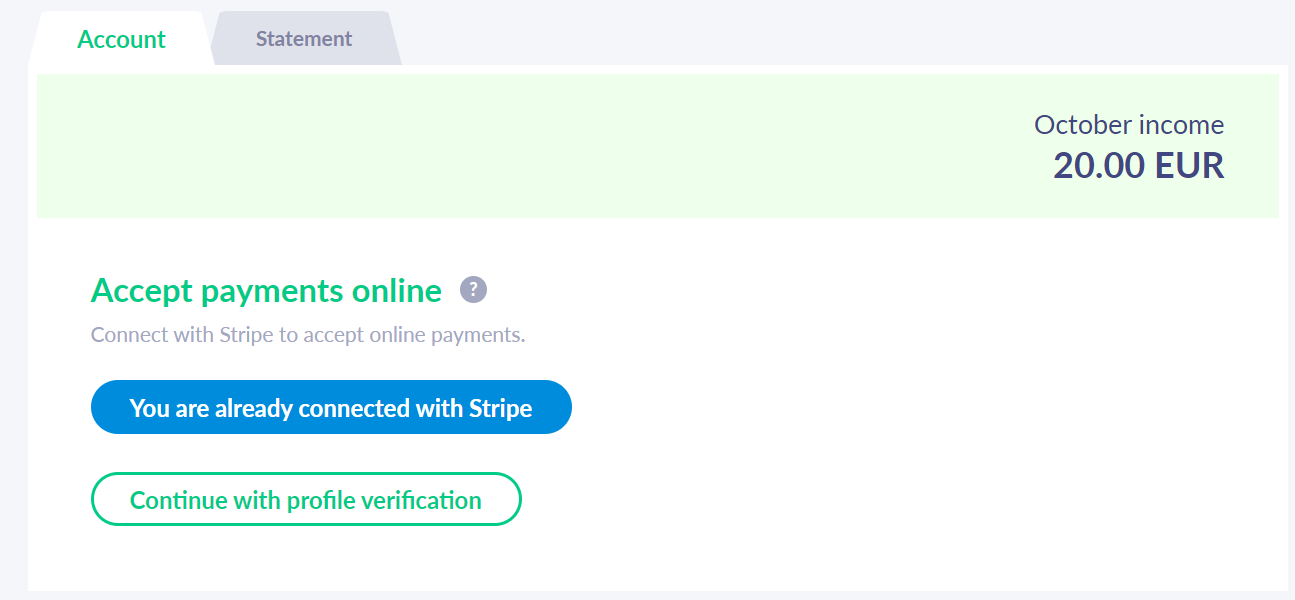 Account
Statement
October income
20.00 EUR
Accept payments online ?
Connect with Stripe to accept online payments.
You are already connected with Stripe
Continue with profile verification